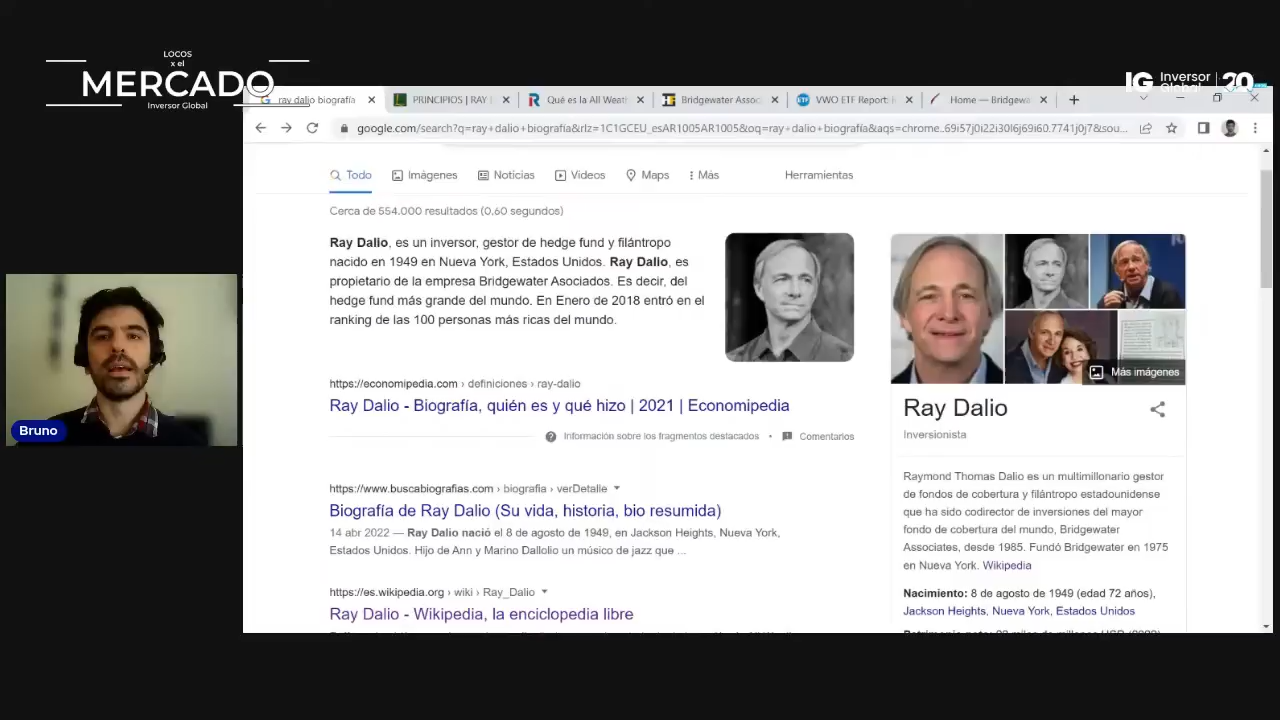 LOCOS
x el
MERCADO
Inversor Global
IG Inversor Global | 20
ray dalio biografía
PRINCIPIOS | RAY
Qué es la All Weat
Bridgewater Assoc
VWO ETF Report:
Home — Bridgewa
google.com/search?q=ray+dalio+biografía&rlz=1C1GCEU_esAR1005AR1005&oq=ray+dalio+biografía&aqs=chrome..69i57j0i22i30l6j69i60.7741j0j7&sou...
Todo
Imágenes
Noticias
Videos
Maps
Más
Herramientas
Cerca de 554.000 resultados (0,60 segundos)
Ray Dalio, es un inversor, gestor de hedge fund y filántropo
nacido en 1949 en Nueva York, Estados Unidos. Ray Dalio, es
propietario de la empresa Bridgewater Asociados. Es decir, del
hedge fund más grande del mundo. En Enero de 2018 entró en el
ranking de las 100 personas más ricas del mundo.
https://economipedia.com › definiciones › ray-dalio
Ray Dalio - Biografía, quién es y qué hizo | 2021 | Economipedia
Información sobre los fragmentos destacados • Comentarios
https://www.buscabiografias.com › biografia › verDetalle
Biografía de Ray Dalio (Su vida, historia, bio resumida)
14 abr 2022 — Ray Dalio nació el 8 de agosto de 1949, en Jackson Heights, Nueva York,
Estados Unidos. Hijo de Ann y Marino Dallolio un músico de jazz que ...
https://es.wikipedia.org › wiki › Ray_Dalio
Ray Dalio - Wikipedia, la enciclopedia libre
Más imágenes
Ray Dalio
Inversionista
Raymond Thomas Dalio es un multimillonario gestor
de fondos de cobertura y filántropo estadounidense
que ha sido codirector de inversiones del mayor
fondo de cobertura del mundo, Bridgewater
Associates, desde 1985. Fundó Bridgewater en 1975
en Nueva York. Wikipedia
Nacimiento: 8 de agosto de 1949 (edad 72 años),
Jackson Heights, Nueva York, Estados Unidos
Bruno